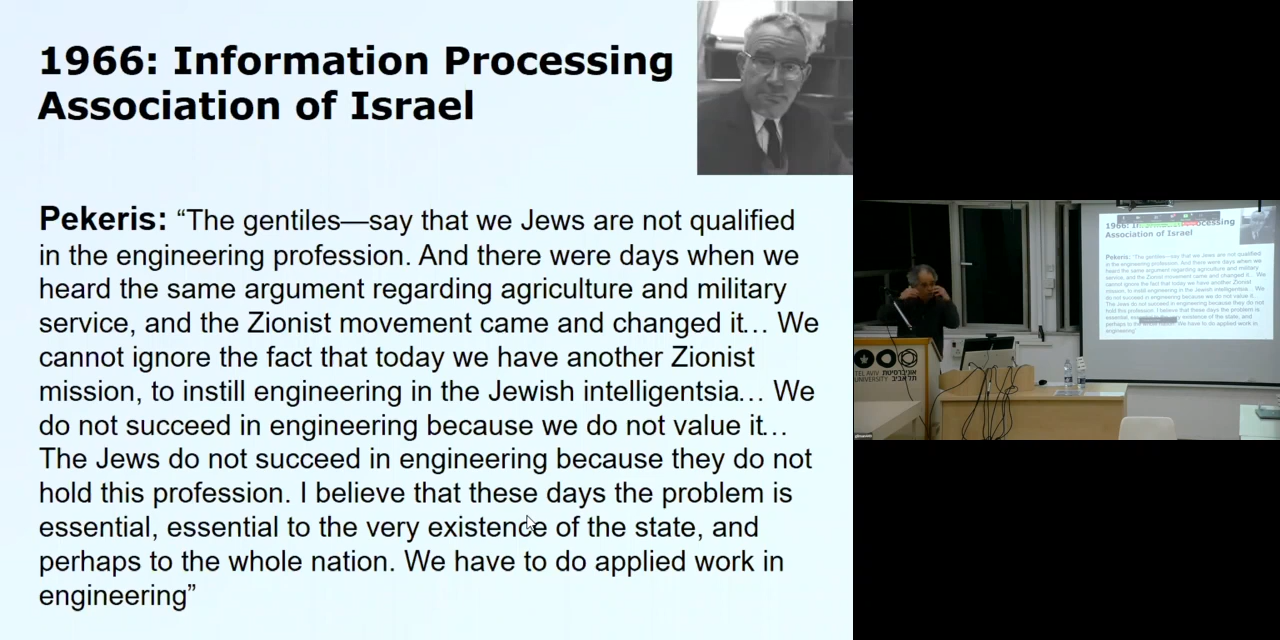 1966: Information Processing
Association of Israel
Pekeris: “The gentiles—say that we Jews are not qualified
in the engineering profession. And there were days when we
heard the same argument regarding agriculture and military
service, and the Zionist movement came and changed it… We
cannot ignore the fact that today we have another Zionist
mission, to instill engineering in the Jewish intelligentsia… We
do not succeed in engineering because we do not value it…
The Jews do not succeed in engineering because they do not
hold this profession. I believe that these days the problem is
essential, essential to the very existence of the state, and
perhaps to the whole nation. We have to do applied work in
engineering”
TEL AVIV אוניברסיטת
UNIVERSITY תל אביב